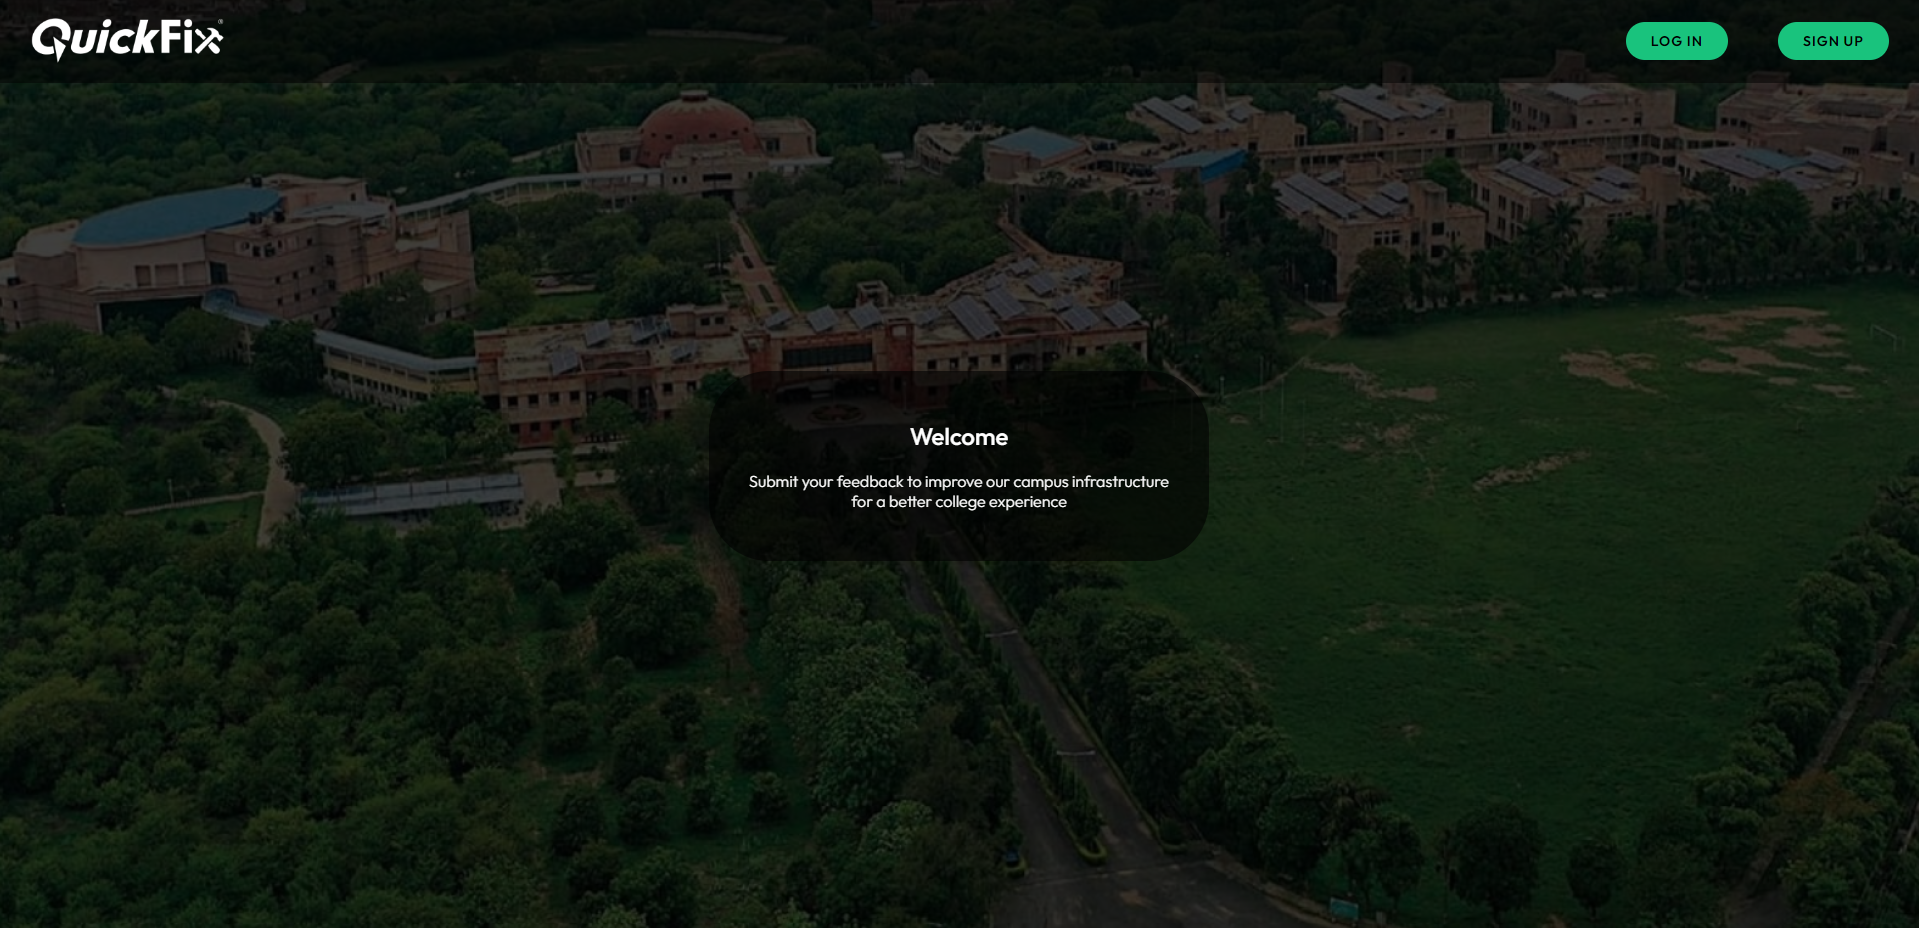 QuickFix
LOG IN
SIGN UP
Welcome
Submit your feedback to improve our campus infrastructure
for a better college experience